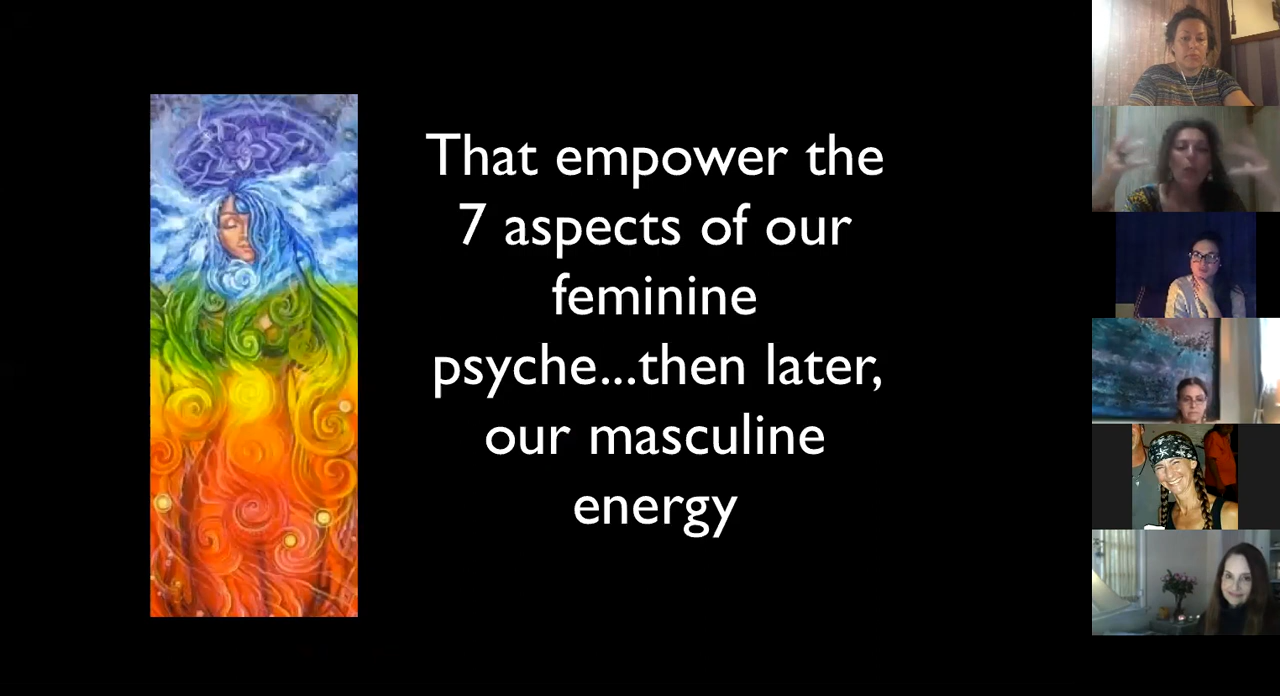 That empower the
7 aspects of our
feminine
psyche...then later,
our masculine
energy